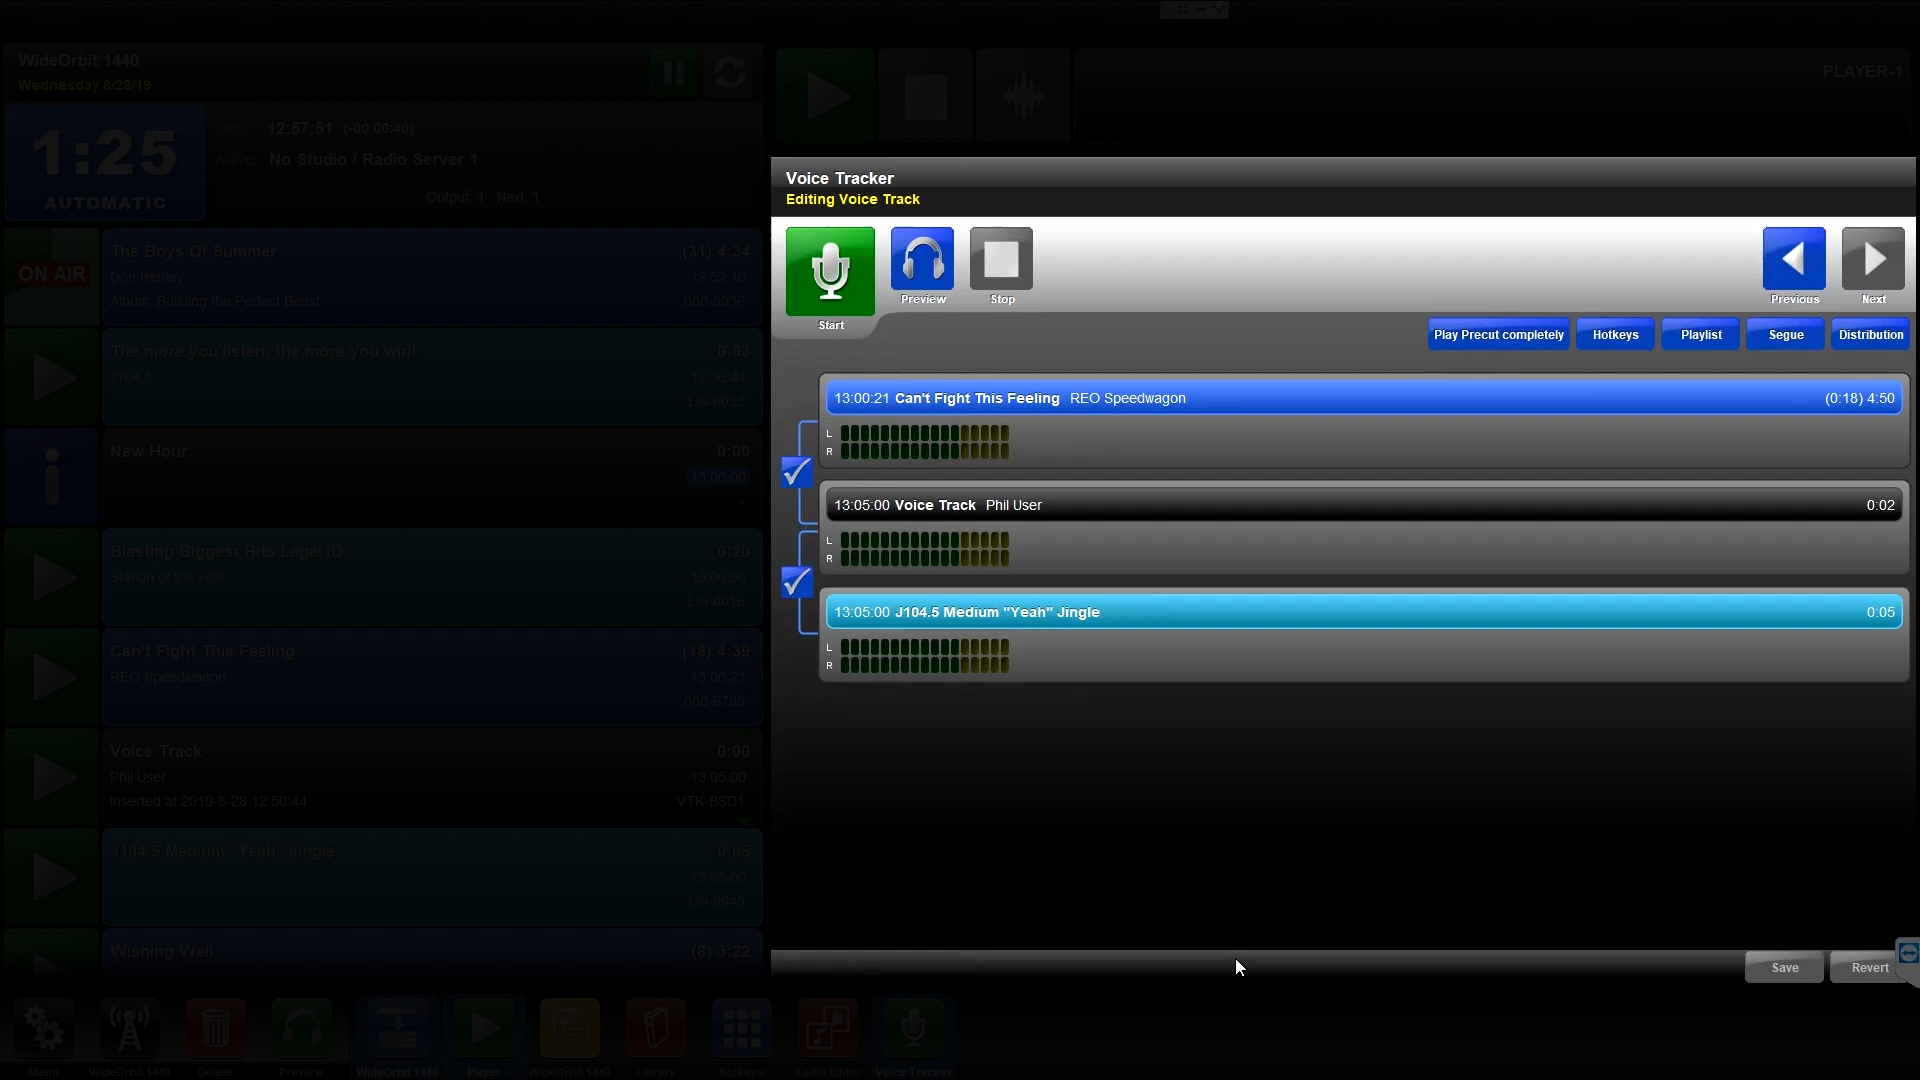 WideOrbit 1440
Wednesday 8/28/19
PLAYER-1
1:25
AUTOMATIC
Time: 12:57:51 (-00:00:40)
Active: No Studio / Radio Server 1
Output: 1 Next: 1
ON AIR
The Boys Of Summer (31) 4:34
Don Henley 12:52:10
Album: Building the Perfect Beast 080-0036
The more you listen, the more you win! 0:03
J104.5 12:56:44
LIN-0032
New Hour 0:00
13:00:00
Blasting Biggest Hits Legal ID 0:20
Station of the year 13:00:00
LIN-0016
Can't Fight This Feeling (18) 4:39
REO Speedwagon 13:00:21
080-6788
Voice Track 0:00
Phil User 13:05:00
Inserted at 2019-8-28 12:50:44 VTK-BSD1
J104.5 Medium "Yeah" Jingle 0:05
13:05:00
LIN-9948
Wishing Well (8) 3:22
Voice Tracker
Editing Voice Track
Start
Preview
Stop
Previous
Next
Play Precut completely
Hotkeys
Playlist
Segue
Distribution
13:00:21 Can't Fight This Feeling REO Speedwagon (0:18) 4:50
L
R
13:05:00 Voice Track Phil User 0:02
L
R
13:05:00 J104.5 Medium "Yeah" Jingle 0:05
L
R
Save
Revert
Menu
WideOrbit 1440
Delete
Preview
WideOrbit 1440
Player
WideOrbit 1440
Library
Hotkeys
Audio Editor
Voice Tracker